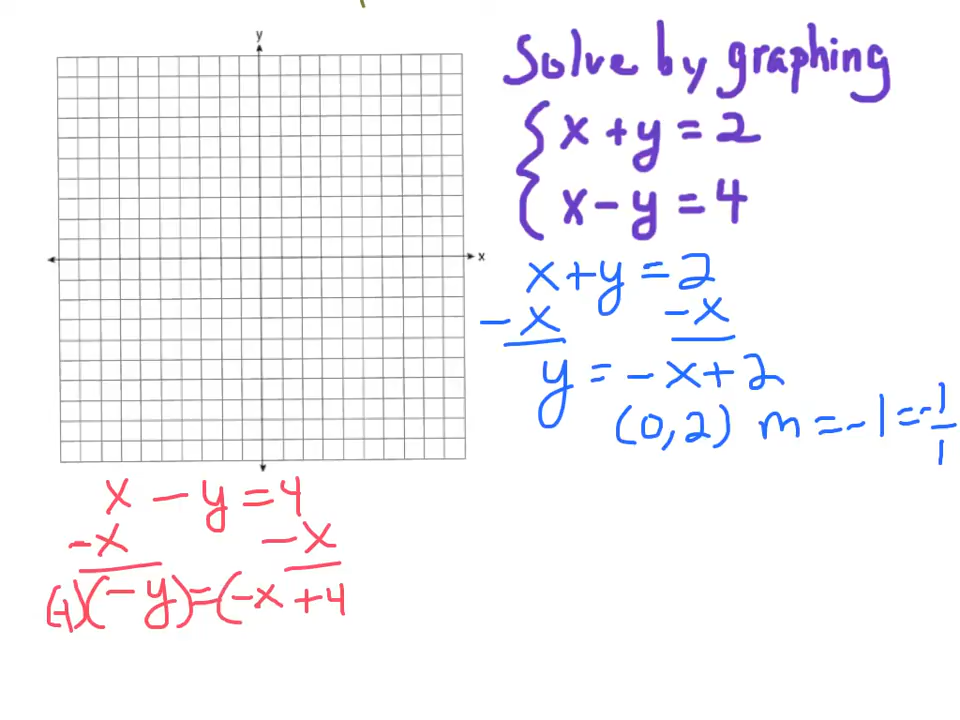 y
x
Solve by graphing
{ x + y = 2
x - y = 4
x + y = 2
- x - x
y = - x + 2
(0, 2) m = -1 = -1/1
x - y = 4
- x - x
(-1)(- y) = (- x + 4